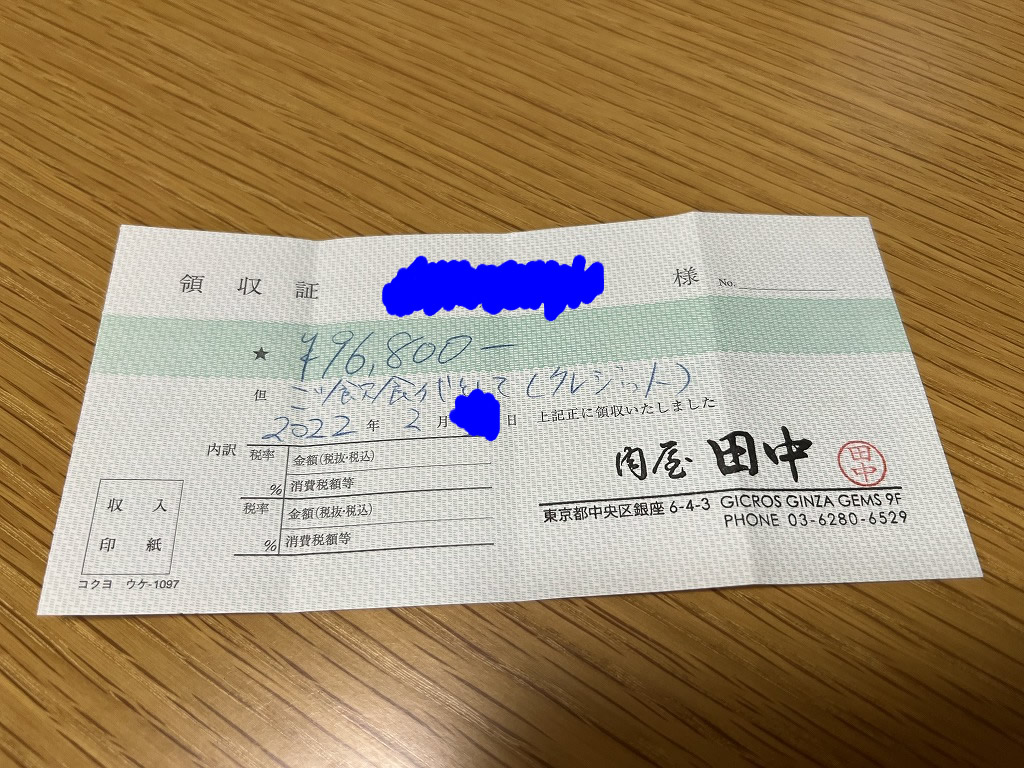 領収証 様 No.
★ ¥96,800-
但 ご飲食代として(クレジット)
2022年2月 日 上記正に領収いたしました
内訳 税率 金額(税抜・税込)
% 消費税額等
税率 金額(税抜・税込)
% 消費税額等
収入
印紙
コクヨ ウケ-1097
肉屋 田中 田中
東京都中央区銀座 6-4-3 GICROS GINZA GEMS 9F
PHONE 03-6280-6529